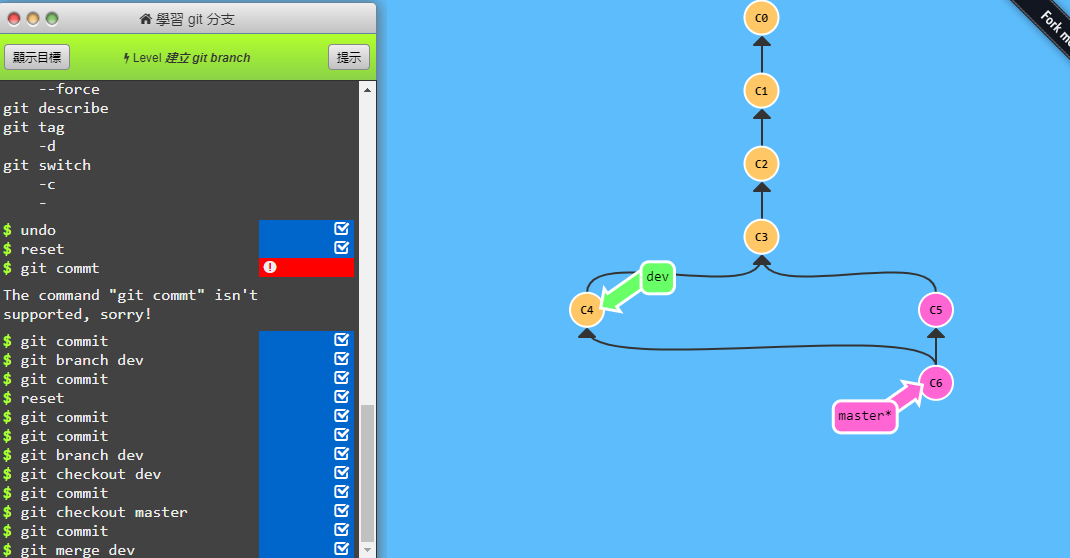 學習 git 分支
顯示目標
Level 建立 git branch
提示
--force
git describe
git tag
-d
git switch
-c
-
$ undo
$ reset
$ git commt
The command "git commt" isn't
supported, sorry!
$ git commit
$ git branch dev
$ git commit
$ reset
$ git commit
$ git commit
$ git branch dev
$ git checkout dev
$ git commit
$ git checkout master
$ git commit
$ git merge dev
C0
C1
C2
C3
dev
C4
C5
C6
master*
Fork me